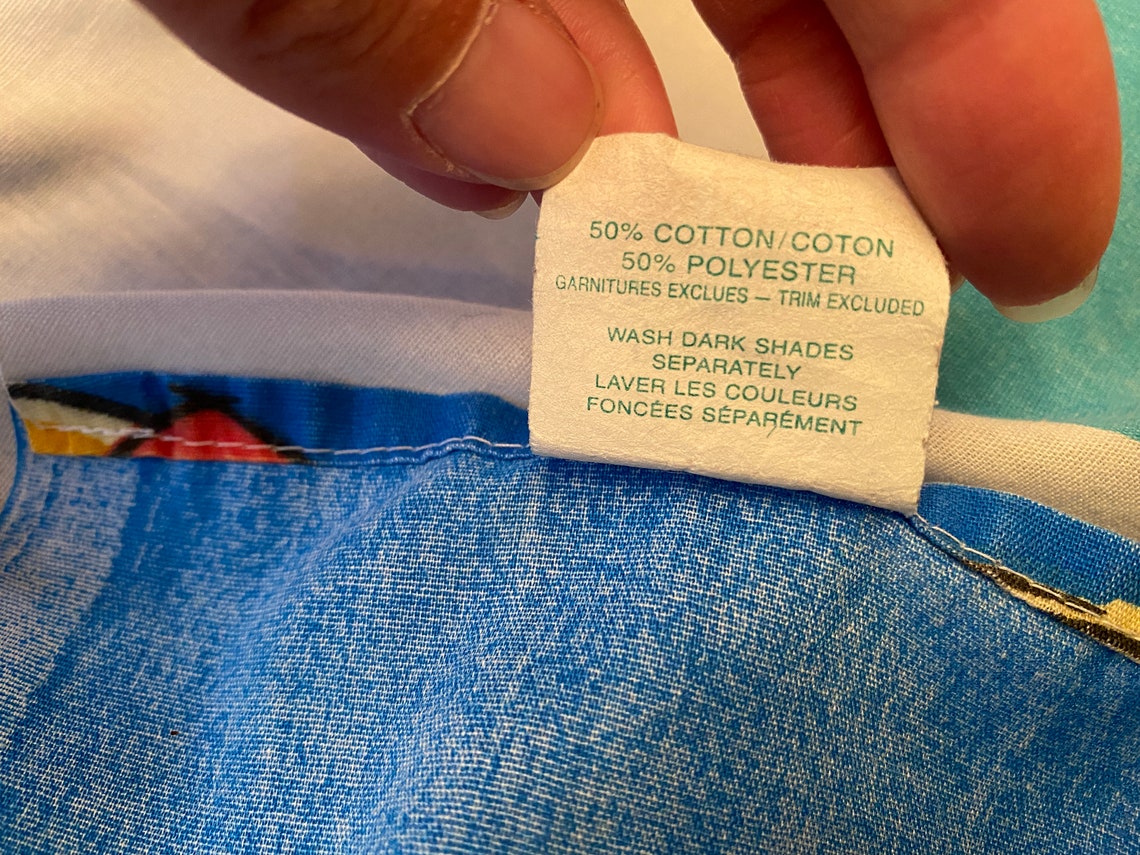 50% COTTON/COTON
50% POLYESTER
GARNITURES EXCLUES — TRIM EXCLUDED
WASH DARK SHADES
SEPARATELY
LAVER LES COULEURS
FONCÉES SÉPARÉMENT